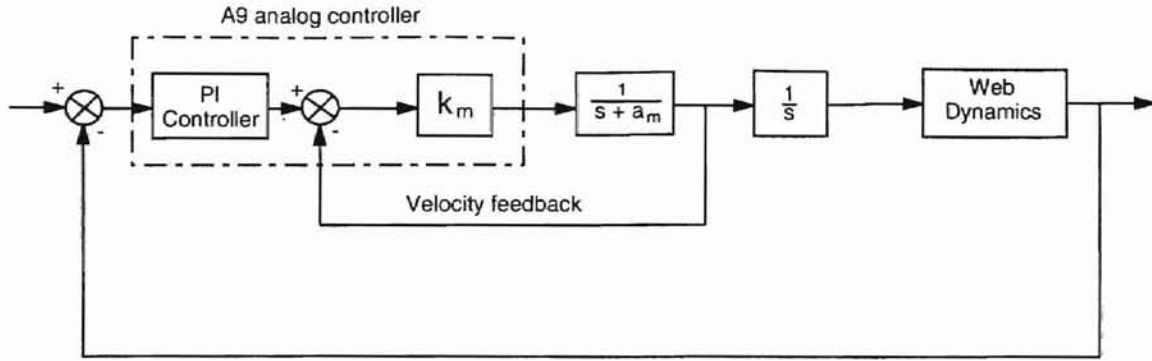 A9 analog controller
+
-
PI
Controller
+
-
k_m
1
s + a_m
1
s
Web
Dynamics
Velocity feedback